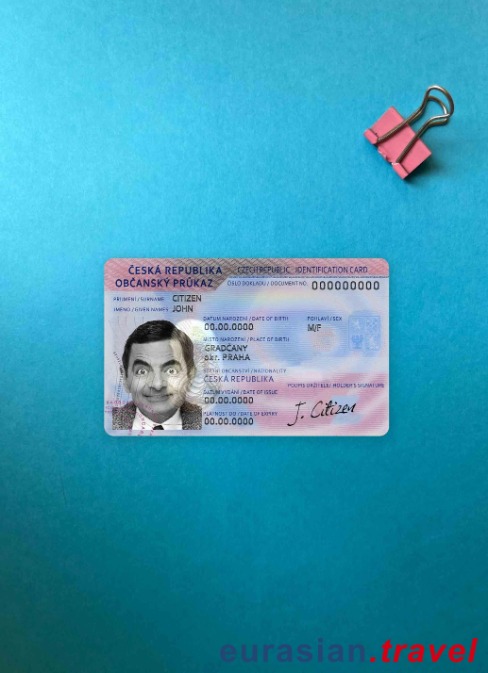 ČESKÁ REPUBLIKA CZECH REPUBLIC IDENTIFICATION CARD
OBČANSKÝ PRŮKAZ ČÍSLO DOKLADU / DOCUMENT NO. 000000000
PŘÍJMENÍ / SURNAME CITIZEN
JMÉNO / GIVEN NAMES JOHN
DATUM NAROZENÍ / DATE OF BIRTH POHLAVÍ / SEX
00.00.0000 M/F
MÍSTO NAROZENÍ / PLACE OF BIRTH
GRADČANY
okr. PRAHA
STÁTNÍ OBČANSTVÍ / NATIONALITY
ČESKÁ REPUBLIKA PODPIS DRŽITELE / HOLDER'S SIGNATURE
DATUM VYDÁNÍ / DATE OF ISSUE
00.00.0000
PLATNOST DO / DATE OF EXPIRY J. Citizen
00.00.0000
eurasian.travel